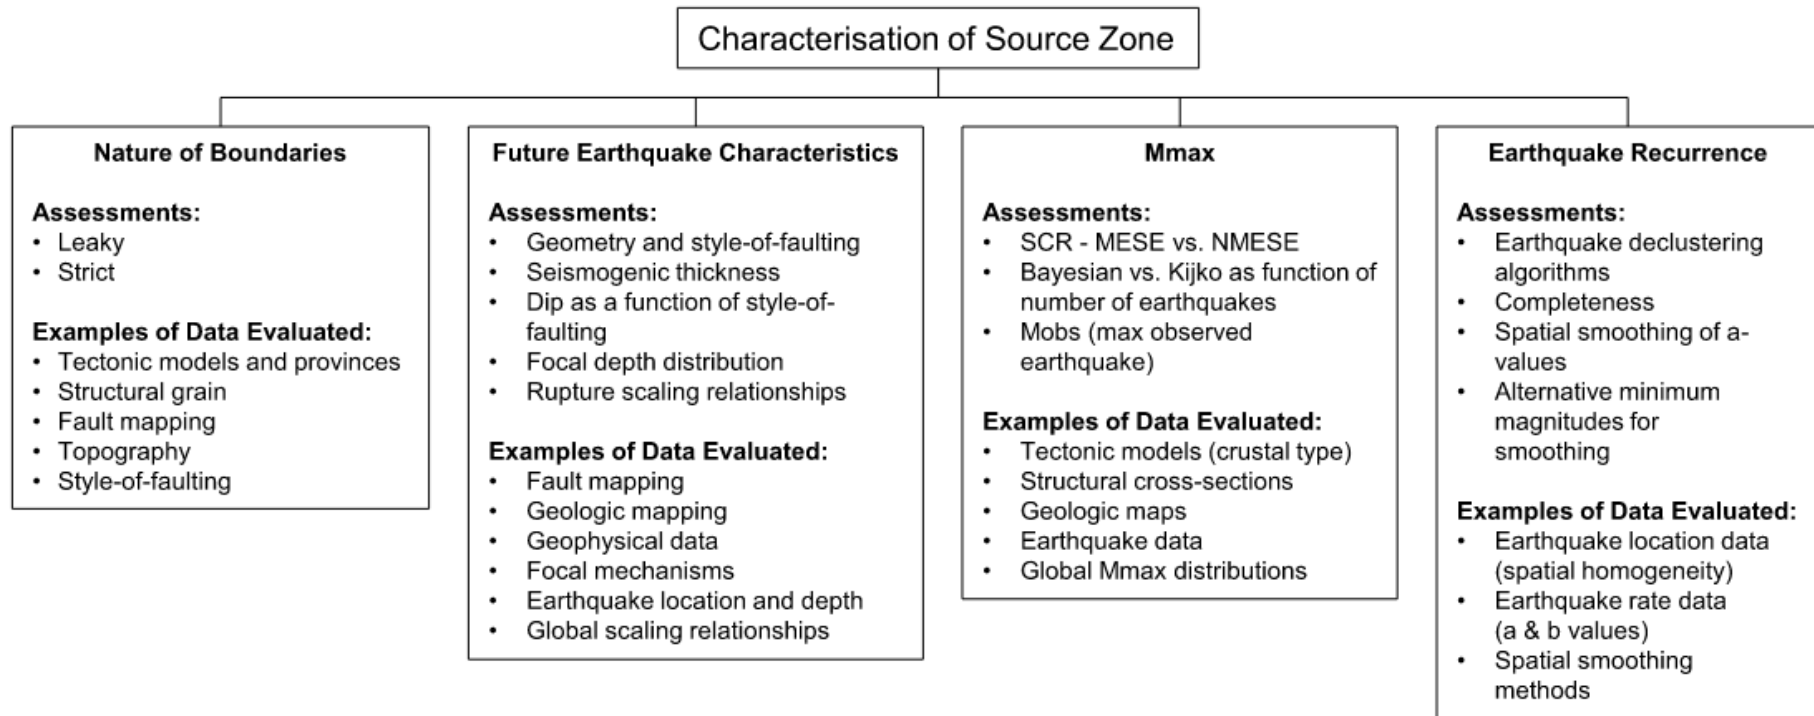 Characterisation of Source Zone
Nature of Boundaries
Assessments:
• Leaky
• Strict
Examples of Data Evaluated:
• Tectonic models and provinces
• Structural grain
• Fault mapping
• Topography
• Style-of-faulting
Future Earthquake Characteristics
Assessments:
• Geometry and style-of-faulting
• Seismogenic thickness
• Dip as a function of style-of-
faulting
• Focal depth distribution
• Rupture scaling relationships
Examples of Data Evaluated:
• Fault mapping
• Geologic mapping
• Geophysical data
• Focal mechanisms
• Earthquake location and depth
• Global scaling relationships
Mmax
Assessments:
• SCR - MESE vs. NMESE
• Bayesian vs. Kijko as function of
number of earthquakes
• Mobs (max observed
earthquake)
Examples of Data Evaluated:
• Tectonic models (crustal type)
• Structural cross-sections
• Geologic maps
• Earthquake data
• Global Mmax distributions
Earthquake Recurrence
Assessments:
• Earthquake declustering
algorithms
• Completeness
• Spatial smoothing of a-
values
• Alternative minimum
magnitudes for
smoothing
Examples of Data Evaluated:
• Earthquake location data
(spatial homogeneity)
• Earthquake rate data
(a & b values)
• Spatial smoothing
methods